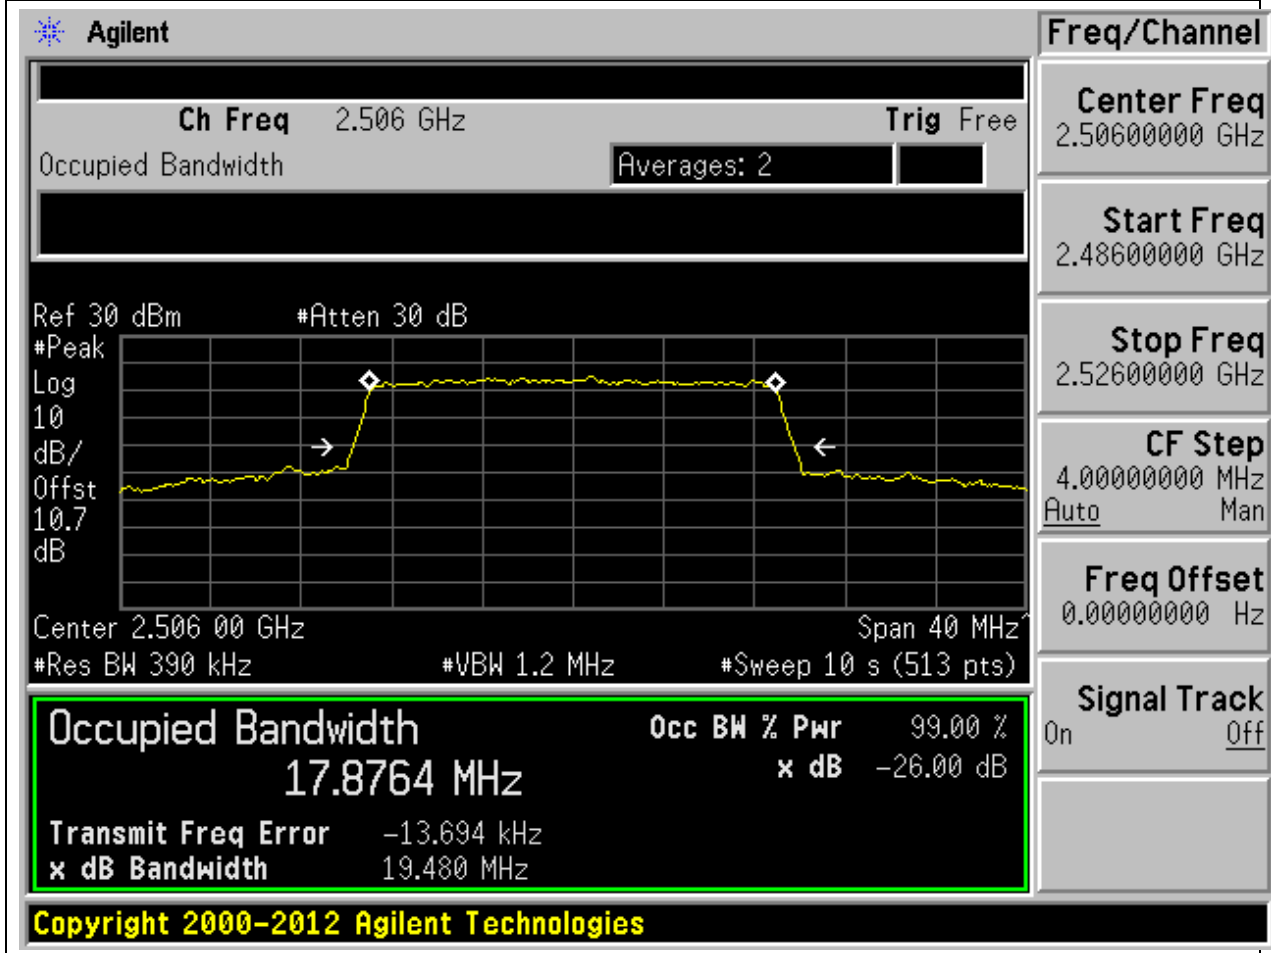 Agilent
Freq/Channel
Ch Freq 2.506 GHz Trig Free
Occupied Bandwidth Averages: 2
Center Freq
2.50600000 GHz
Start Freq
2.48600000 GHz
Stop Freq
2.52600000 GHz
CF Step
4.00000000 MHz
Auto Man
Freq Offset
0.00000000 Hz
Signal Track
On Off
Ref 30 dBm #Atten 30 dB
#Peak
Log
10
dB/
Offst
10.7
dB
Center 2.506 00 GHz Span 40 MHz^
#Res BW 390 kHz #VBW 1.2 MHz #Sweep 10 s (513 pts)
Occupied Bandwidth
17.8764 MHz
Occ BW % Pwr 99.00 %
x dB -26.00 dB
Transmit Freq Error -13.694 kHz
x dB Bandwidth 19.480 MHz
Copyright 2000-2012 Agilent Technologies